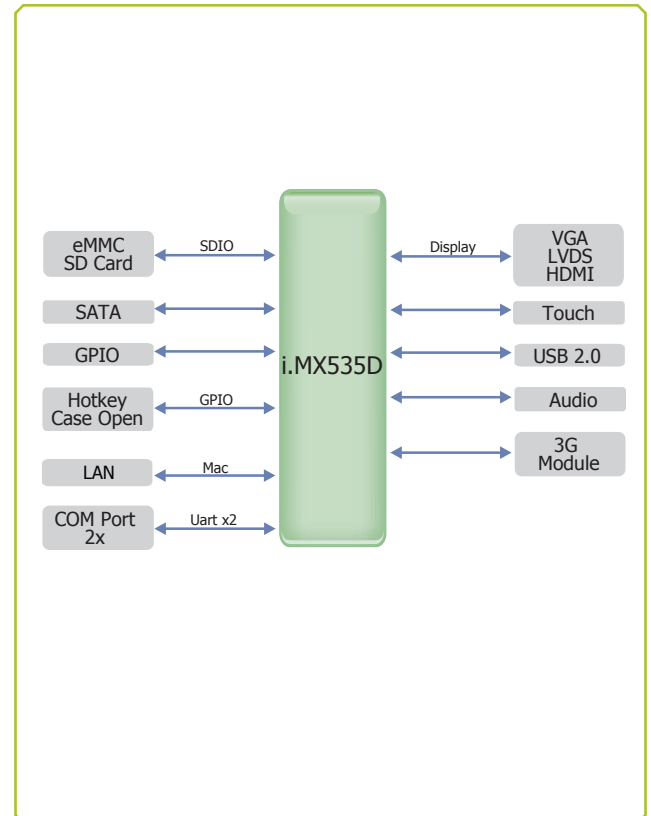 eMMC
SD Card
SDIO
SATA
GPIO
Hotkey
Case Open
GPIO
LAN
Mac
COM Port
2x
Uart x2
i.MX535D
Display
VGA
LVDS
HDMI
Touch
USB 2.0
Audio
3G
Module